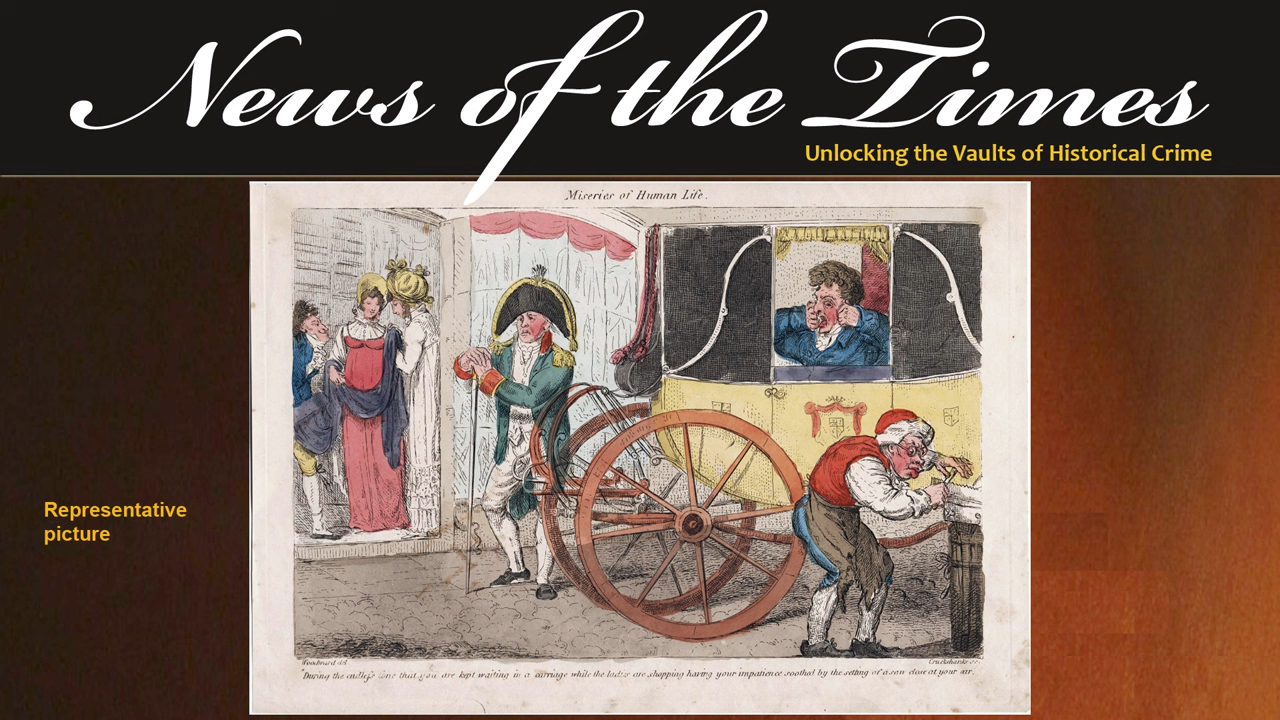 News of the Times
Unlocking the Vaults of Historical Crime
Miseries of Human Life.
Representative
picture
Woodward del
Cruikshanks sc.
"During the endless time that you are kept waiting in a carriage while the ladies are shopping having your impatience soothed by the setting of a saw close at your ear.